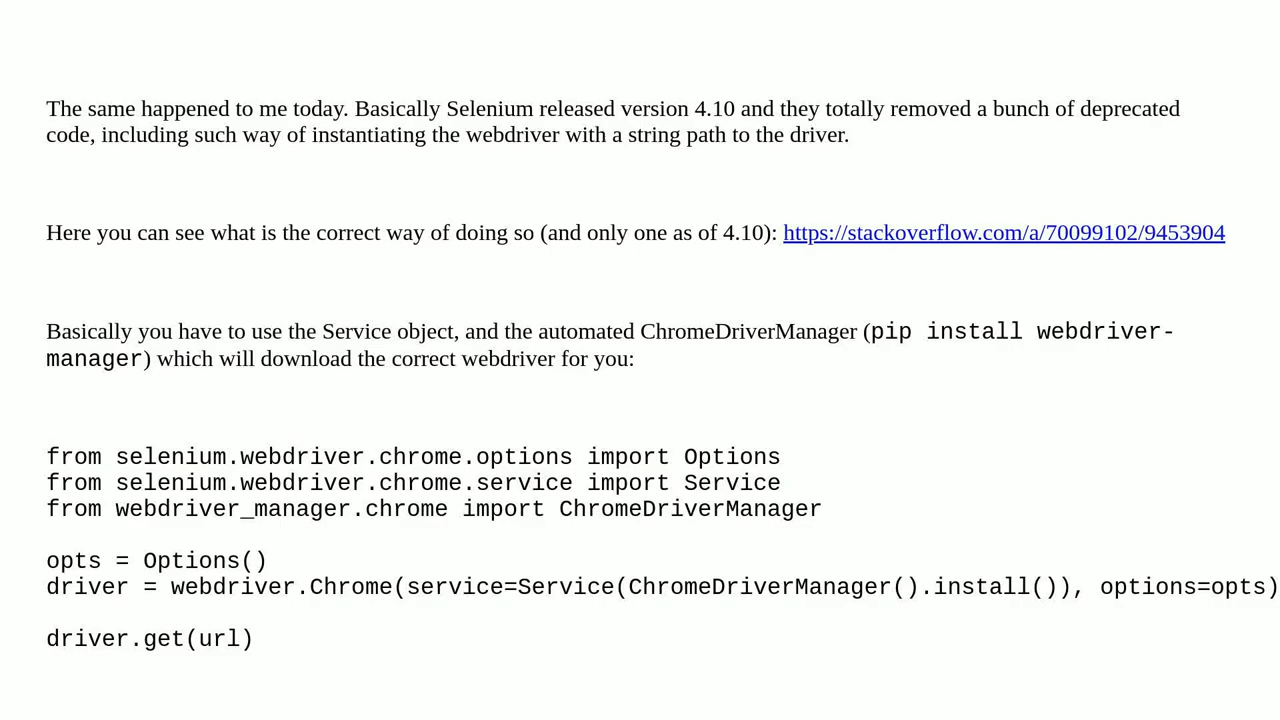 The same happened to me today. Basically Selenium released version 4.10 and they totally removed a bunch of deprecated
code, including such way of instantiating the webdriver with a string path to the driver.
Here you can see what is the correct way of doing so (and only one as of 4.10): https://stackoverflow.com/a/70099102/9453904
Basically you have to use the Service object, and the automated ChromeDriverManager (pip install webdriver-
manager) which will download the correct webdriver for you:
from selenium.webdriver.chrome.options import Options
from selenium.webdriver.chrome.service import Service
from webdriver_manager.chrome import ChromeDriverManager
opts = Options()
driver = webdriver.Chrome(service=Service(ChromeDriverManager().install()), options=opts)
driver.get(url)